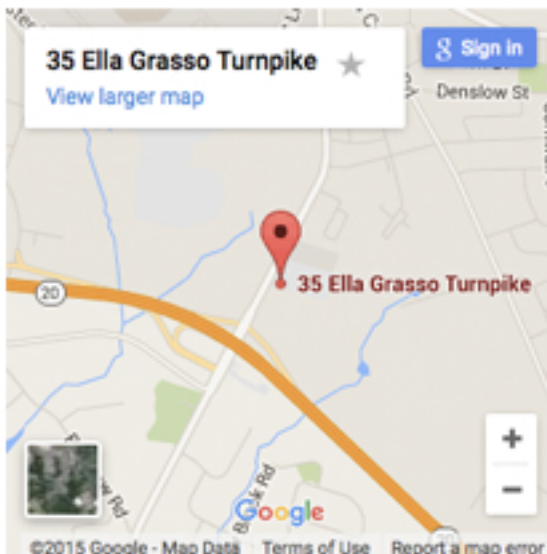 35 Ella Grasso Turnpike
View larger map
g Sign in
Denslow St
35 Ella Grasso Turnpike
20
Google
©2015 Google - Map Data
Terms of Use
Report a map error